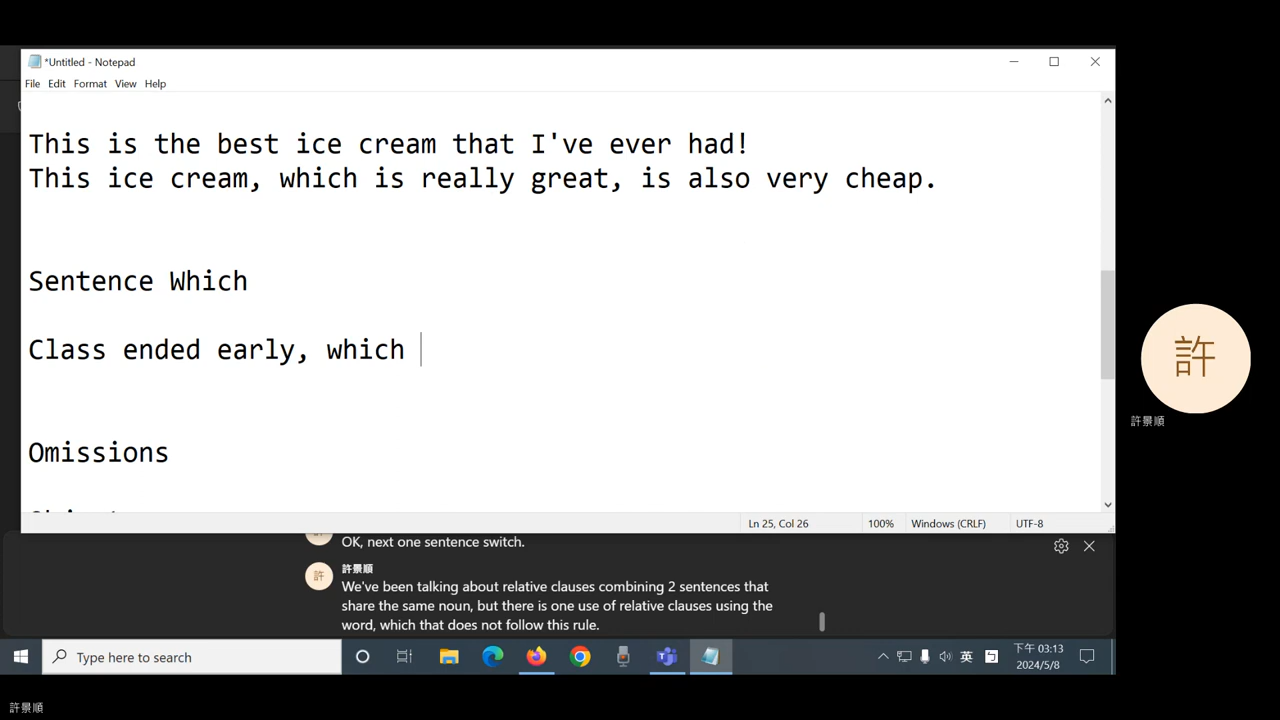 *Untitled - Notepad
File Edit Format View Help
This is the best ice cream that I've ever had!
This ice cream, which is really great, is also very cheap.
Sentence Which
Class ended early, which
Omissions
Ln 25, Col 26 100% Windows (CRLF) UTF-8
OK, next one sentence switch.
許 許景順
We've been talking about relative clauses combining 2 sentences that
share the same noun, but there is one use of relative clauses using the
word, which that does not follow this rule.
Type here to search
英
下午 03:13
2024/5/8
許
許景順
許景順